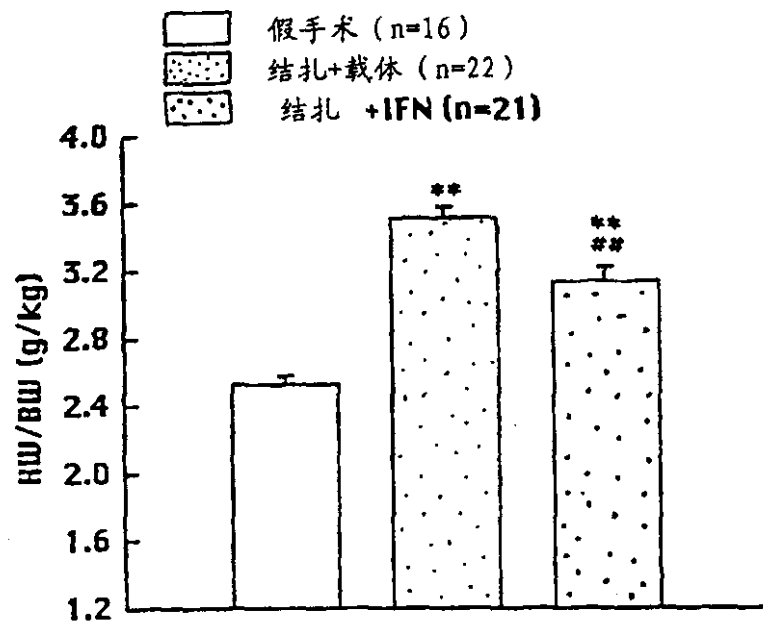 假手术 (n=16)
结扎+载体 (n=22)
结扎 +IFN (n=21)
4.0
3.6
3.2
2.8
2.4
2.0
1.6
1.2
HW/BW (g/kg)
**
**
##